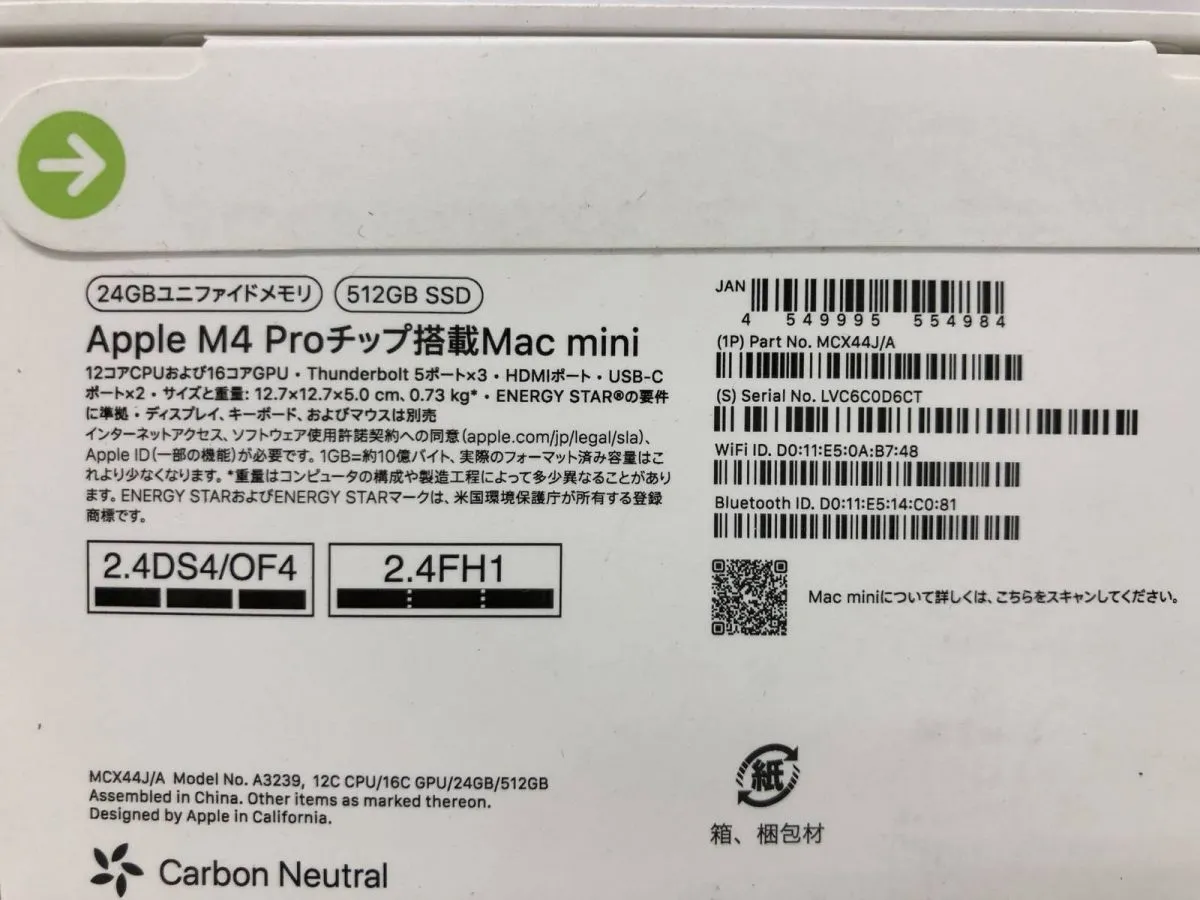 24GBユニファイドメモリ 512GB SSD
Apple M4 Proチップ搭載Mac mini
12コアCPUおよび16コアGPU・Thunderbolt 5ポート×3・HDMIポート・USB-C
ポート×2・サイズと重量: 12.7×12.7×5.0 cm、0.73 kg*・ENERGY STAR®の要件
に準拠・ディスプレイ、キーボード、およびマウスは別売
インターネットアクセス、ソフトウェア使用許諾契約への同意(apple.com/jp/legal/sla)、
Apple ID(一部の機能)が必要です。1GB=約10億バイト、実際のフォーマット済み容量はこ
れより少なくなります。*重量はコンピュータの構成や製造工程によって多少異なることがあり
ます。ENERGY STARおよびENERGY STARマークは、米国環境保護庁が所有する登録
商標です。
2.4DS4/OF4
2.4FH1
JAN
4 549995 554984
(1P) Part No. MCX44J/A
(S) Serial No. LVC6C0D6CT
WiFi ID. D0:11:E5:0A:B7:48
Bluetooth ID. D0:11:E5:14:C0:81
Mac miniについて詳しくは、こちらをスキャンしてください。
MCX44J/A Model No. A3239, 12C CPU/16C GPU/24GB/512GB
Assembled in China. Other items as marked thereon.
Designed by Apple in California.
Carbon Neutral
紙
箱、梱包材